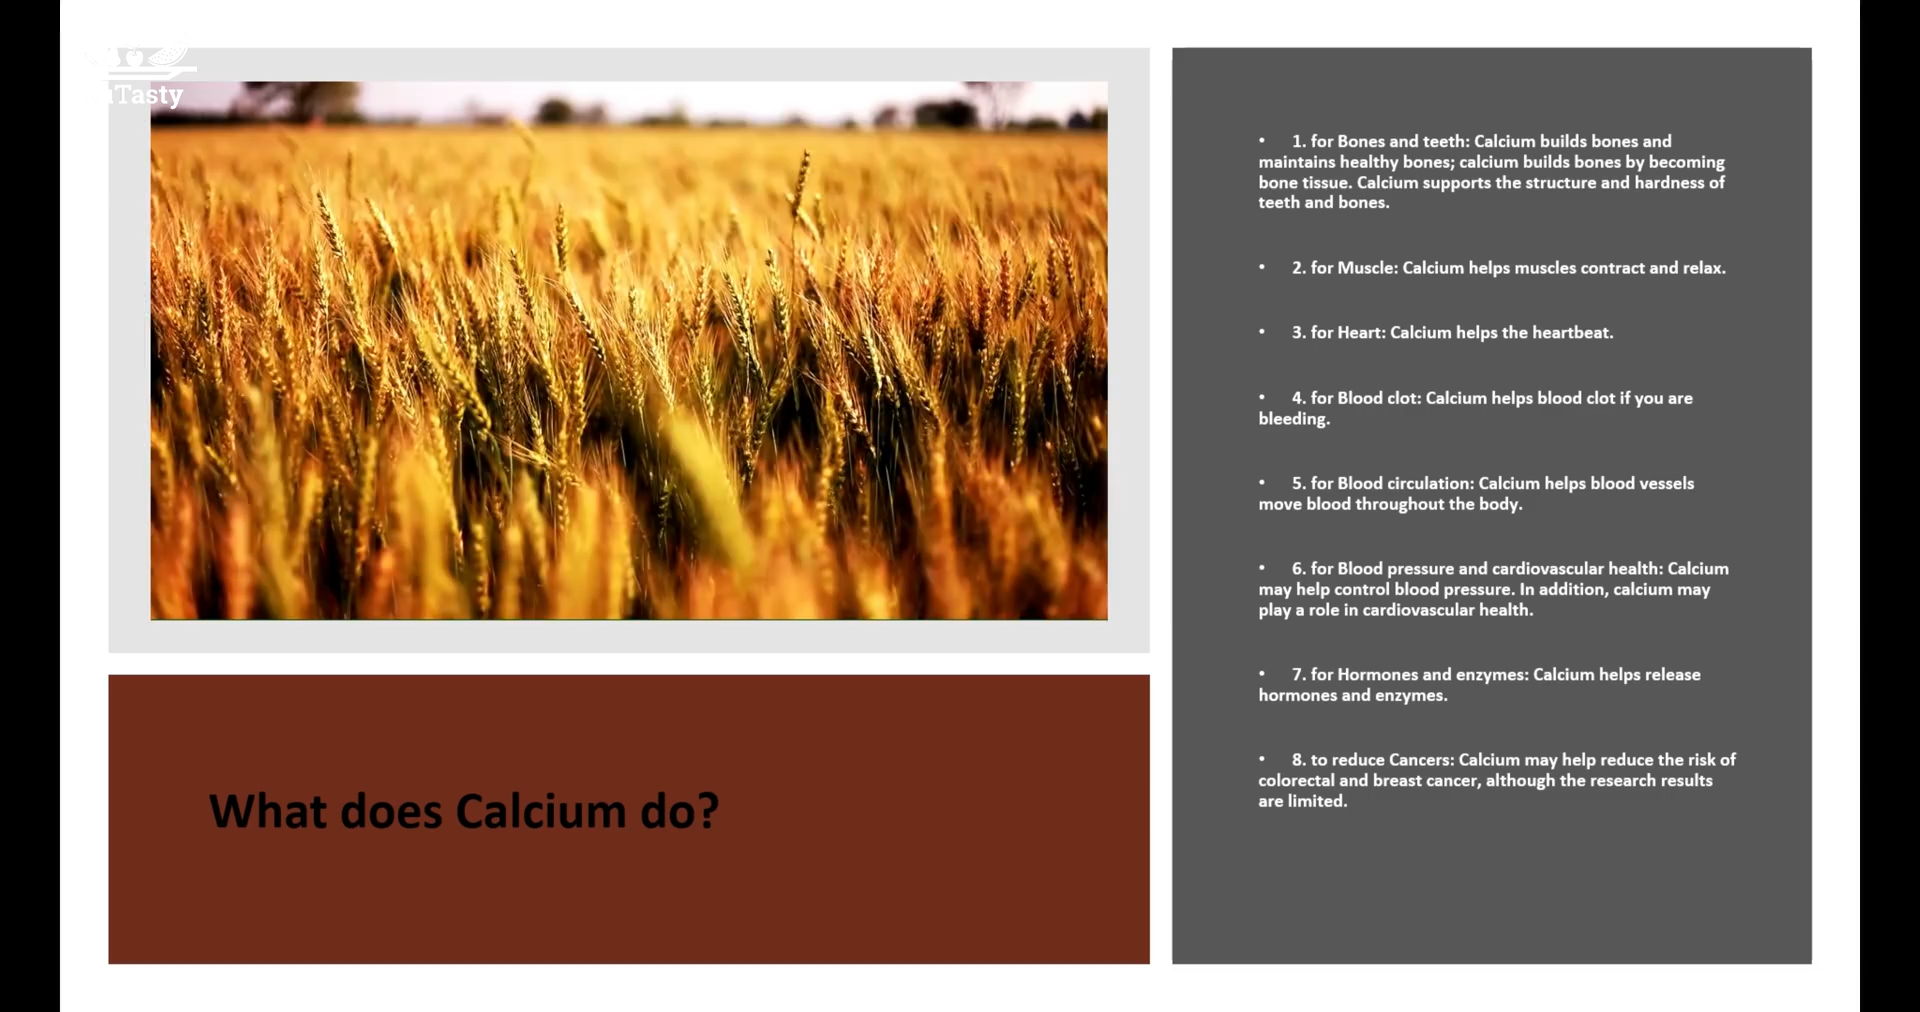 Tasty
• 1. for Bones and teeth: Calcium builds bones and
maintains healthy bones; calcium builds bones by becoming
bone tissue. Calcium supports the structure and hardness of
teeth and bones.
• 2. for Muscle: Calcium helps muscles contract and relax.
• 3. for Heart: Calcium helps the heartbeat.
• 4. for Blood clot: Calcium helps blood clot if you are
bleeding.
• 5. for Blood circulation: Calcium helps blood vessels
move blood throughout the body.
• 6. for Blood pressure and cardiovascular health: Calcium
may help control blood pressure. In addition, calcium may
play a role in cardiovascular health.
• 7. for Hormones and enzymes: Calcium helps release
hormones and enzymes.
• 8. to reduce Cancers: Calcium may help reduce the risk of
colorectal and breast cancer, although the research results
are limited.
What does Calcium do?